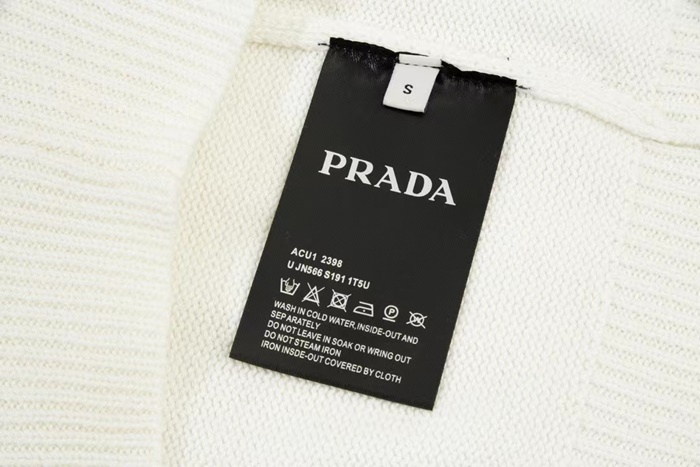 S
PRADA
ACU1 2398
U JN566 S191 1T5U
WASH IN COLD WATER,INSIDE-OUT AND
SEPARATELY
DO NOT LEAVE IN SOAK OR WRING OUT
DO NOT STEAM IRON
IRON INSDE-OUT COVERED BY CLOTH